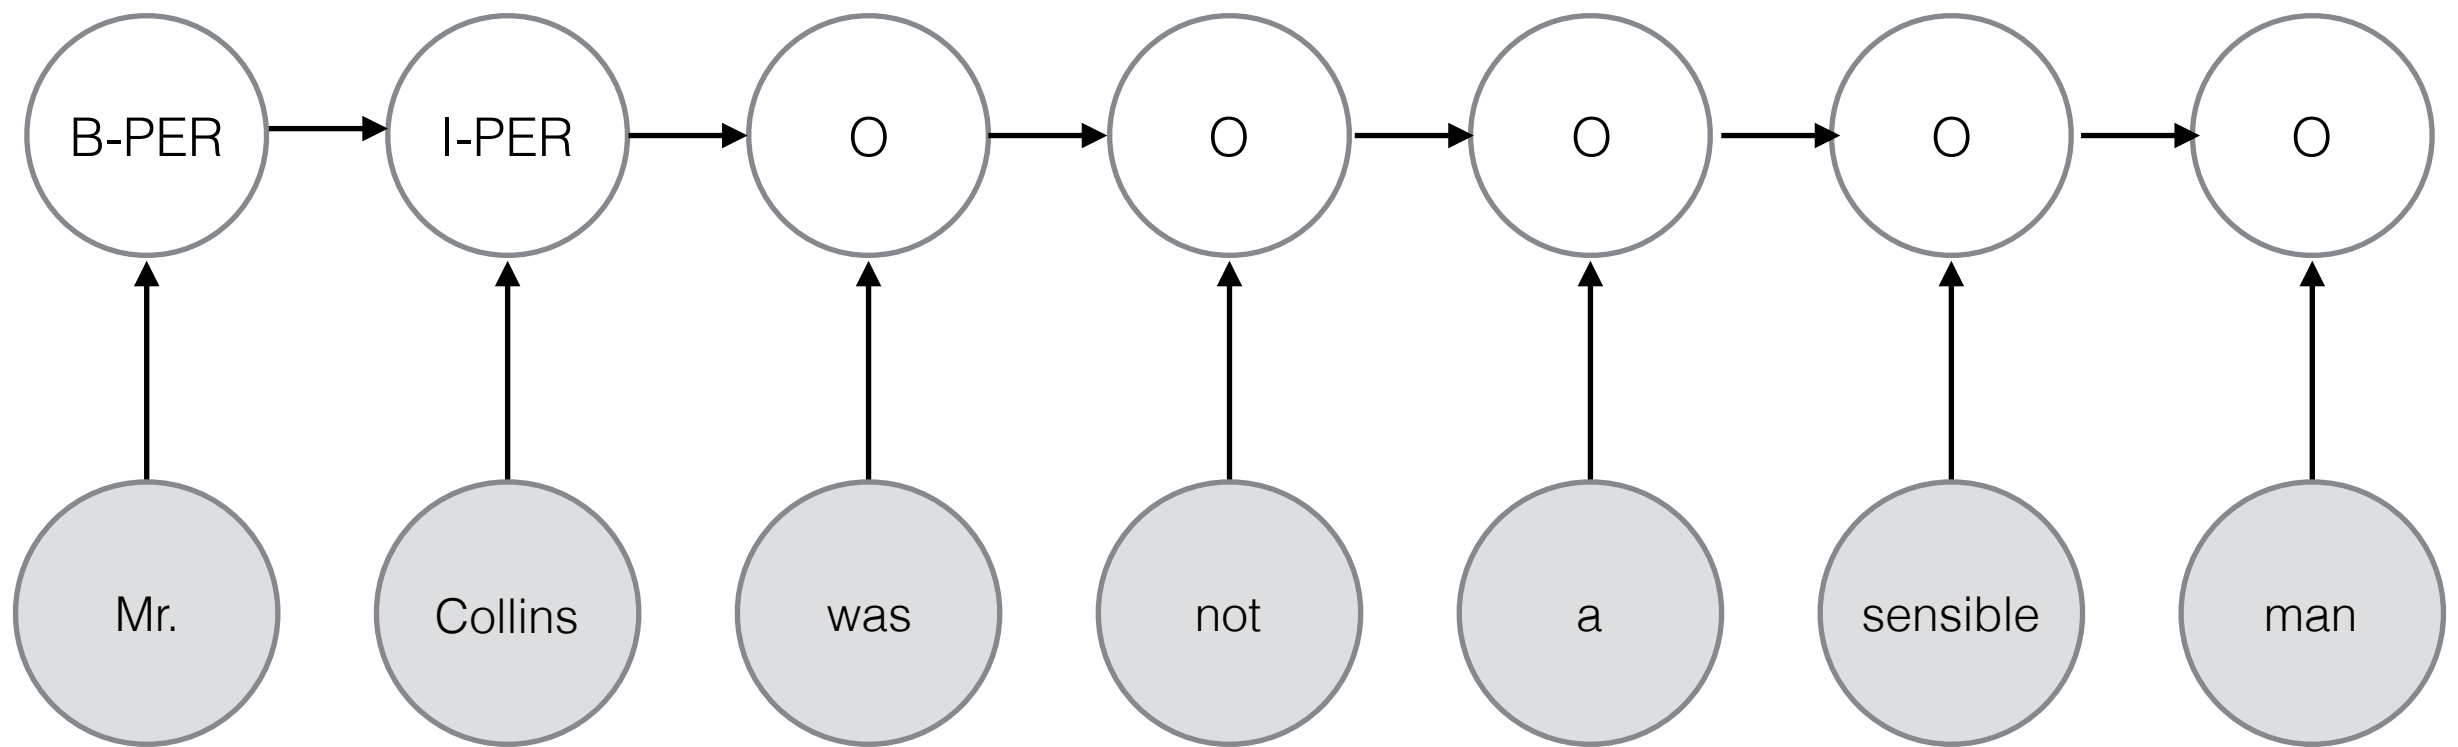 B-PER I-PER O O O O O
Mr. Collins was not a sensible man